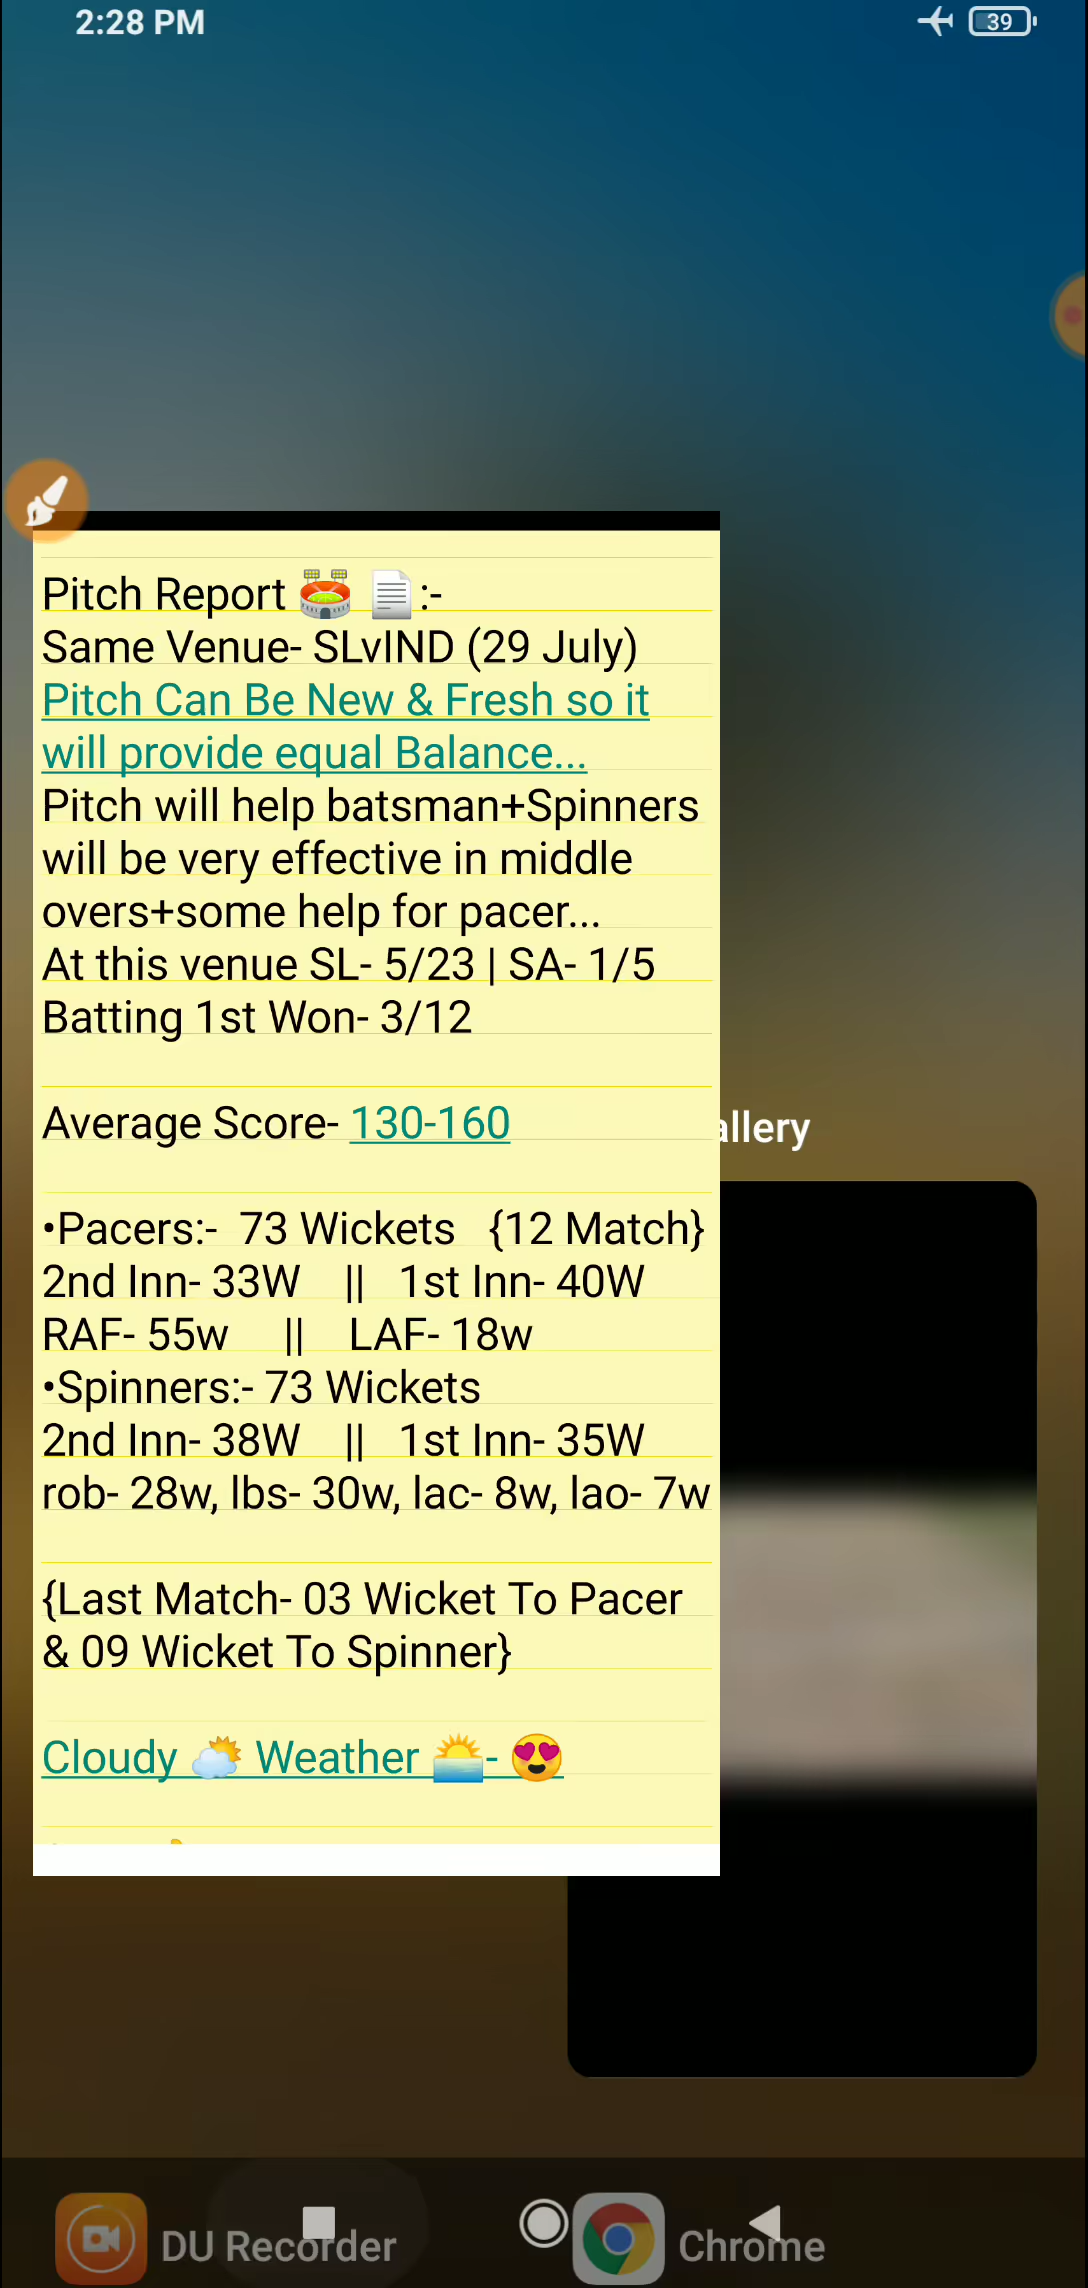 2:28 PM
39
Pitch Report 🏟️ 📄:-
Same Venue- SLvIND (29 July)
Pitch Can Be New & Fresh so it
will provide equal Balance...
Pitch will help batsman+Spinners
will be very effective in middle
overs+some help for pacer...
At this venue SL- 5/23 | SA- 1/5
Batting 1st Won- 3/12
Average Score- 130-160
allery
•Pacers:- 73 Wickets {12 Match}
2nd Inn- 33W || 1st Inn- 40W
RAF- 55w || LAF- 18w
•Spinners:- 73 Wickets
2nd Inn- 38W || 1st Inn- 35W
rob- 28w, lbs- 30w, lac- 8w, lao- 7w
{Last Match- 03 Wicket To Pacer
& 09 Wicket To Spinner}
Cloudy 🌥️ Weather 🌅- 😍
DU Recorder
Chrome